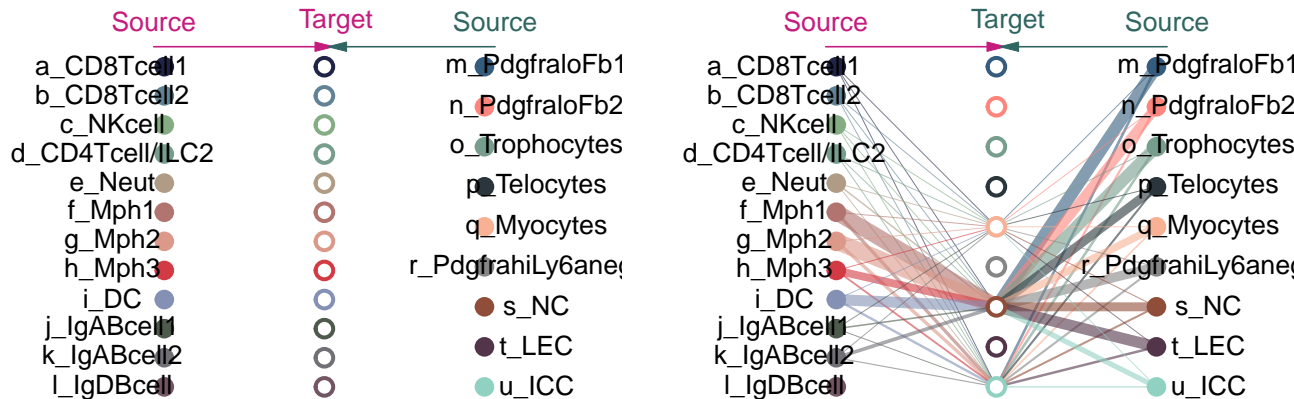 Source Target Source
a_CD8Tcell1 m_PdgfraloFb1
b_CD8Tcell2 n_PdgfraloFb2
c_NKcell o_Trophocytes
d_CD4Tcell/ILC2 p_Telocytes
e_Neut q_Myocytes
f_Mph1 r_PdgfrahiLy6aneg
g_Mph2 s_NC
h_Mph3 t_LEC
i_DC u_ICC
j_IgABcell1
k_IgABcell2
l_IgDBcell
Source Target Source
a_CD8Tcell1 m_PdgfraloFb1
b_CD8Tcell2 n_PdgfraloFb2
c_NKcell o_Trophocytes
d_CD4Tcell/ILC2 p_Telocytes
e_Neut q_Myocytes
f_Mph1 r_PdgfrahiLy6aneg
g_Mph2 s_NC
h_Mph3 t_LEC
i_DC u_ICC
j_IgABcell1
k_IgABcell2
l_IgDBcell